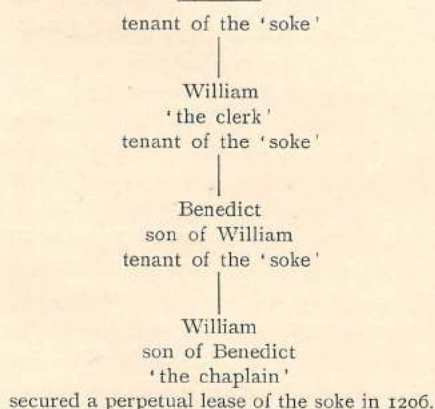 tenant of the ‘soke’
William
‘the clerk’
tenant of the ‘soke’
Benedict
son of William
tenant of the ‘soke’
William
son of Benedict
‘the chaplain’
secured a perpetual lease of the soke in 1206.